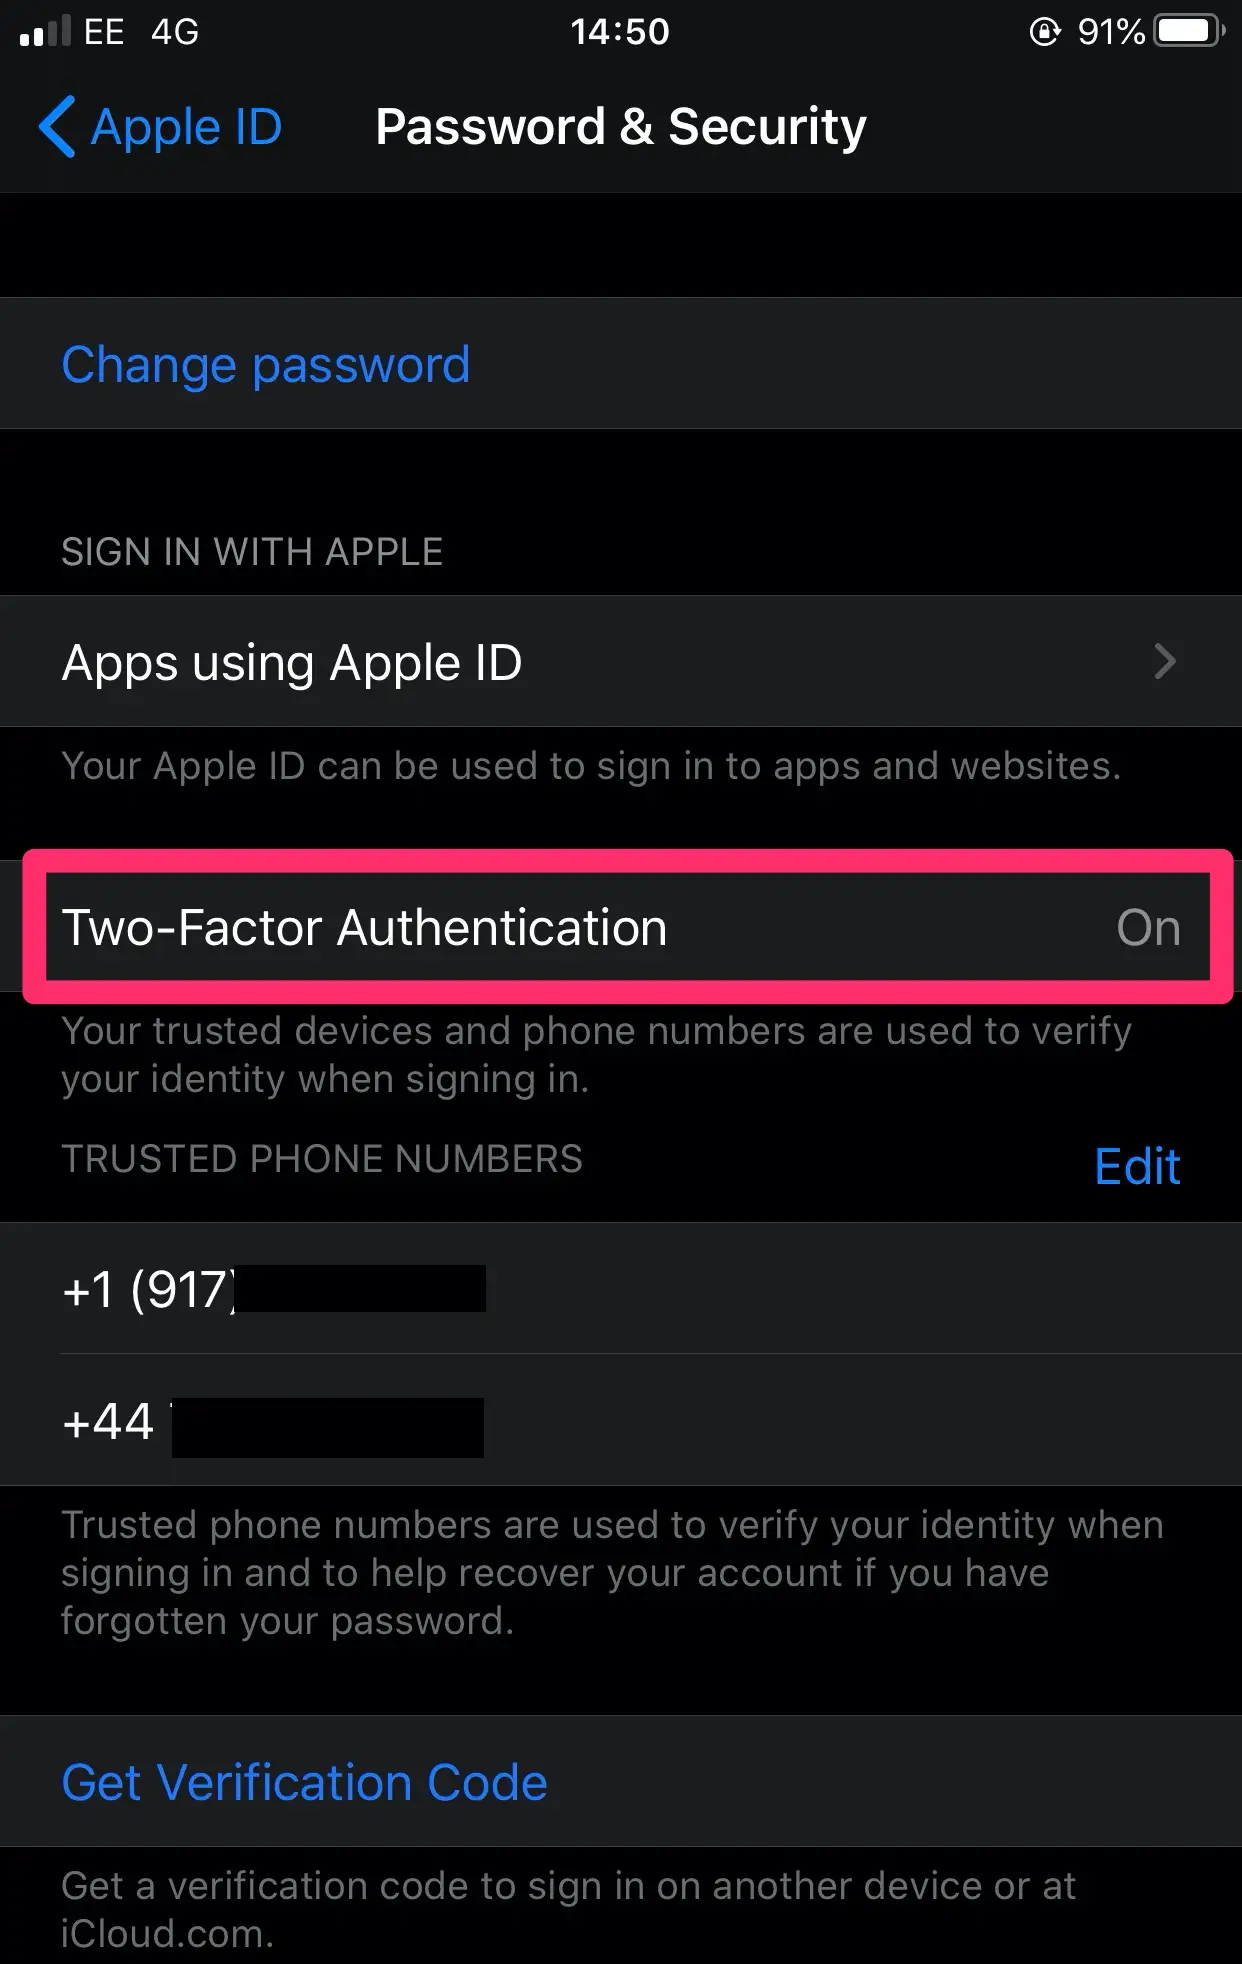 EE 4G 14:50 91%
Apple ID Password & Security
Change password
SIGN IN WITH APPLE
Apps using Apple ID
Your Apple ID can be used to sign in to apps and websites.
Two-Factor Authentication On
Your trusted devices and phone numbers are used to verify
your identity when signing in.
TRUSTED PHONE NUMBERS Edit
+1 (917)
+44
Trusted phone numbers are used to verify your identity when
signing in and to help recover your account if you have
forgotten your password.
Get Verification Code
Get a verification code to sign in on another device or at
iCloud.com.